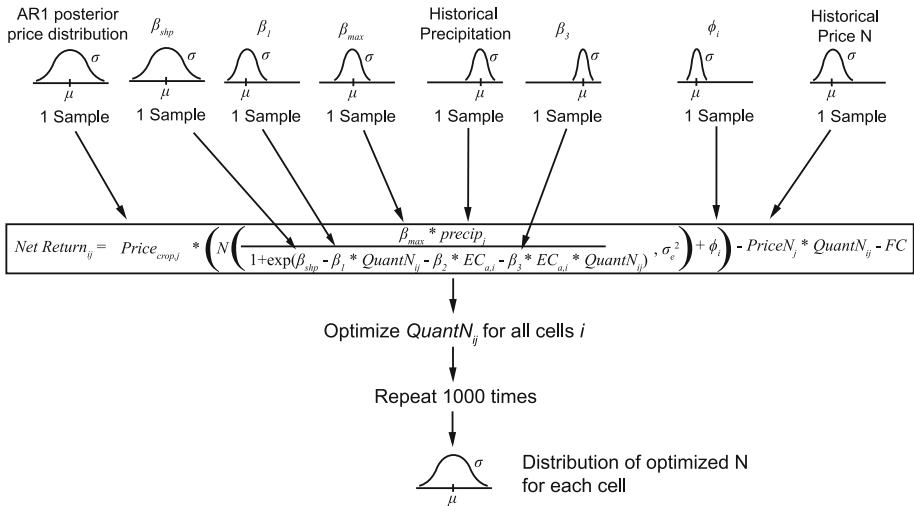 AR1 posterior
price distribution
β_shp
β_1
β_max
Historical
Precipitation
β_3
ϕ_i
Historical
Price N
σ σ σ σ σ σ σ σ
μ μ μ μ μ μ μ μ
1 Sample 1 Sample 1 Sample 1 Sample 1 Sample 1 Sample 1 Sample 1 Sample
Net Return_ij = Price_crop,j * (N(β_max * precip_j / 1+exp(β_shp - β_1 * QuantN_ij - β_2 * EC_a,i - β_3 * EC_a,i * QuantN_ij) , σ_e^2) + ϕ_i) - PriceN_j * QuantN_ij - FC
Optimize QuantN_ij for all cells i
Repeat 1000 times
σ
μ
Distribution of optimized N
for each cell